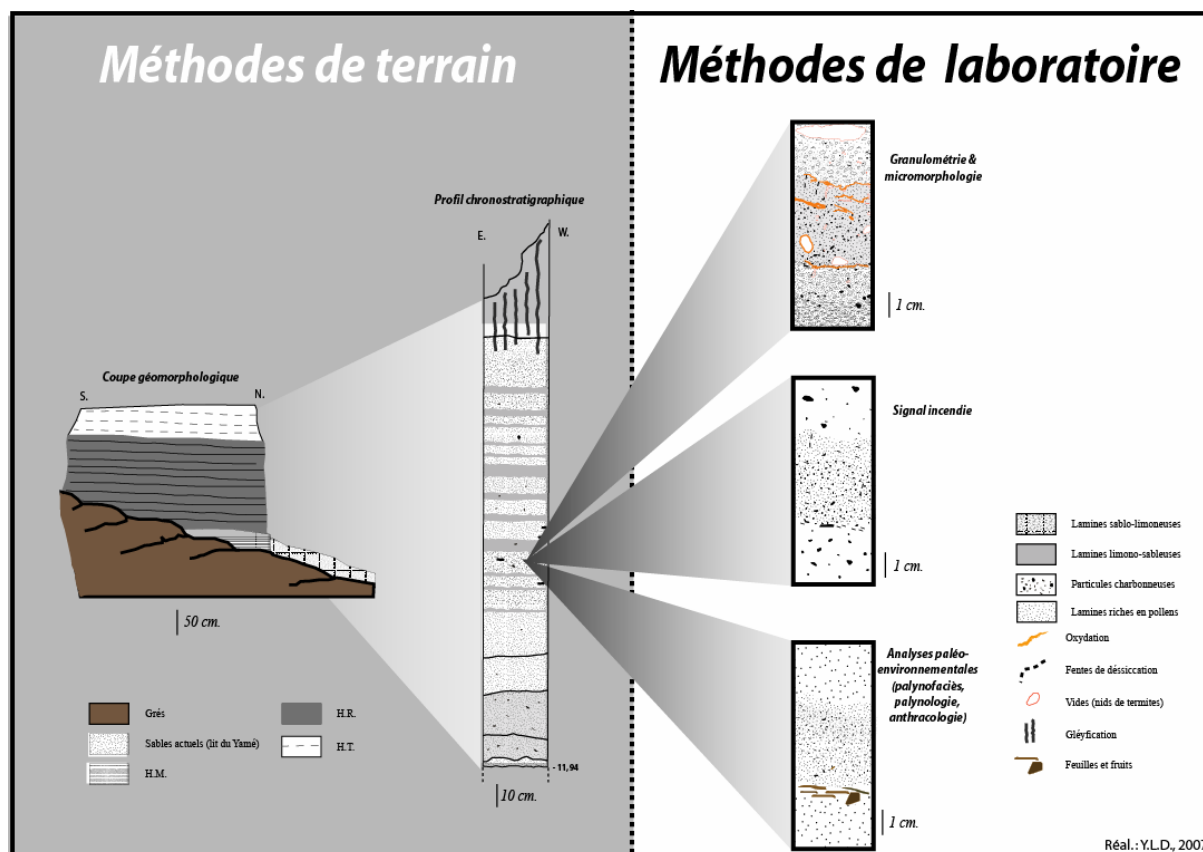 Méthodes de terrain
Méthodes de laboratoire
Profil chronostratigraphique
E.
W.
Coupe géomorphologique
S.
N.
50 cm.
Grés
Sables actuels (lit du Yamé)
H.M.
H.R.
H.T.
- 11,94
10 cm.
Granulométrie &
micromorphologie
1 cm.
Signal incendie
1 cm.
Analyses paléo-
environnementales
(palynofaciès,
palynologie,
anthracologie)
1 cm.
Lamines sablo-limoneuses
Lamines limono-sableuses
Particules charbonneuses
Lamines riches en pollens
Oxydation
Fentes de déssiccation
Vides (nids de termites)
Gléyfication
Feuilles et fruits
Réal. : Y.L.D., 2007